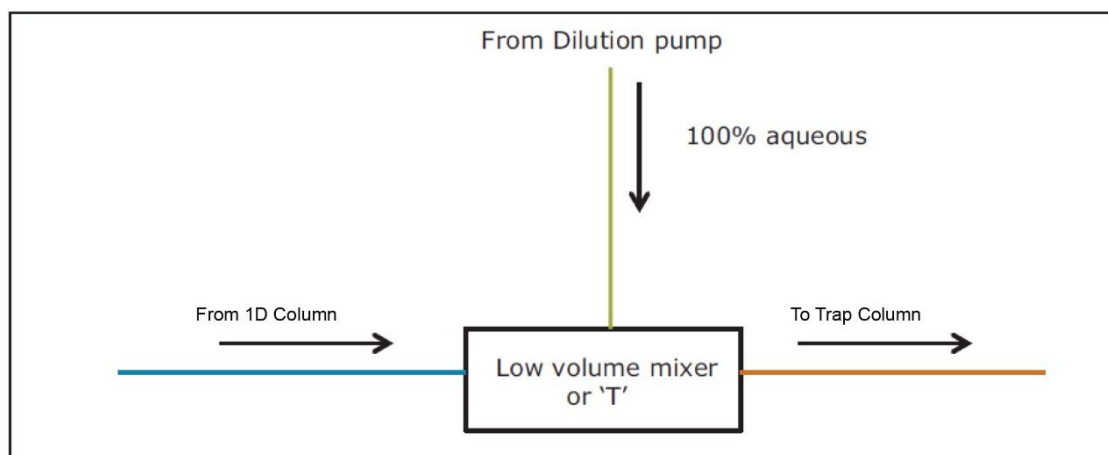 From Dilution pump
100% aqueous
From 1D Column
To Trap Column
Low volume mixer
or ‘T’